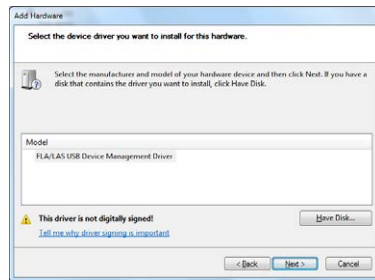 Add Hardware
Select the device driver you want to install for this hardware.
Select the manufacturer and model of your hardware device and then click Next. If you have a
disk that contains the driver you want to install, click Have Disk.
Model
FLA/LAS USB Device Management Driver
This driver is not digitally signed!
Have Disk...
Tell me why driver signing is important
< Back
Next >
Cancel